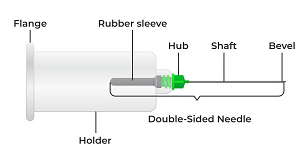 Flange
Rubber sleeve
Hub
Shaft
Bevel
Double-Sided Needle
Holder